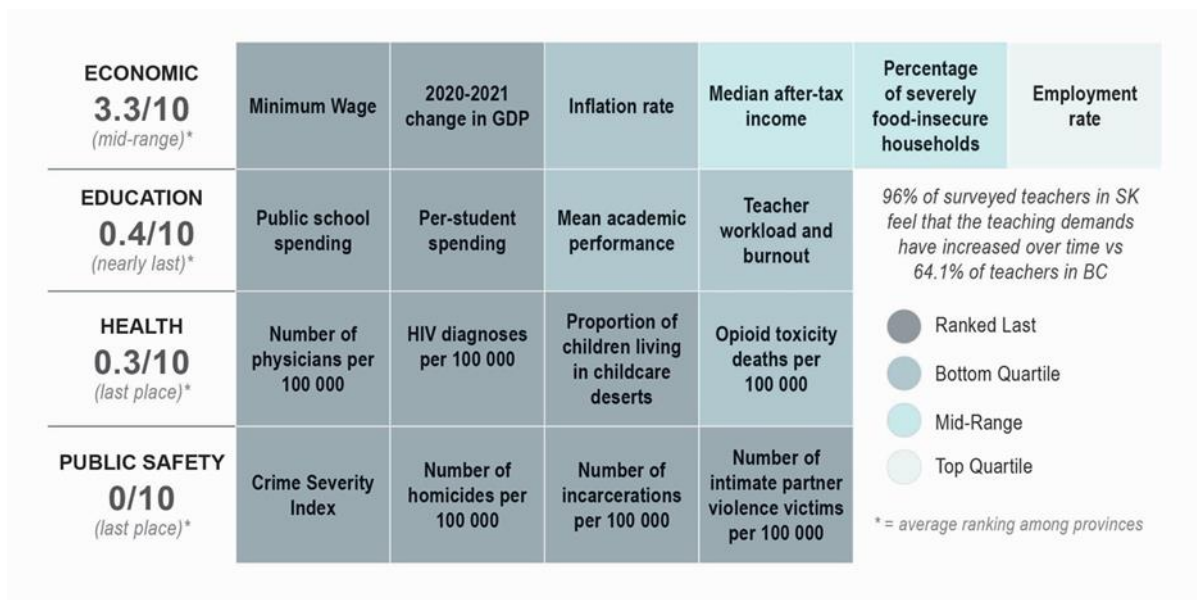 ECONOMIC
3.3/10
(mid-range)*
Minimum Wage
2020-2021
change in GDP
Inflation rate
Median after-tax
income
Percentage
of severely
food-insecure
households
Employment
rate
EDUCATION
0.4/10
(nearly last)*
Public school
spending
Per-student
spending
Mean academic
performance
Teacher
workload and
burnout
96% of surveyed teachers in SK
feel that the teaching demands
have increased over time vs
64.1% of teachers in BC
HEALTH
0.3/10
(last place)*
Number of
physicians per
100 000
HIV diagnoses
per 100 000
Proportion of
children living
in childcare
deserts
Opioid toxicity
deaths per
100 000
Ranked Last
Bottom Quartile
Mid-Range
Top Quartile
PUBLIC SAFETY
0/10
(last place)*
Crime Severity
Index
Number of
homicides per
100 000
Number of
incarcerations
per 100 000
Number of
intimate partner
violence victims
per 100 000
* = average ranking among provinces